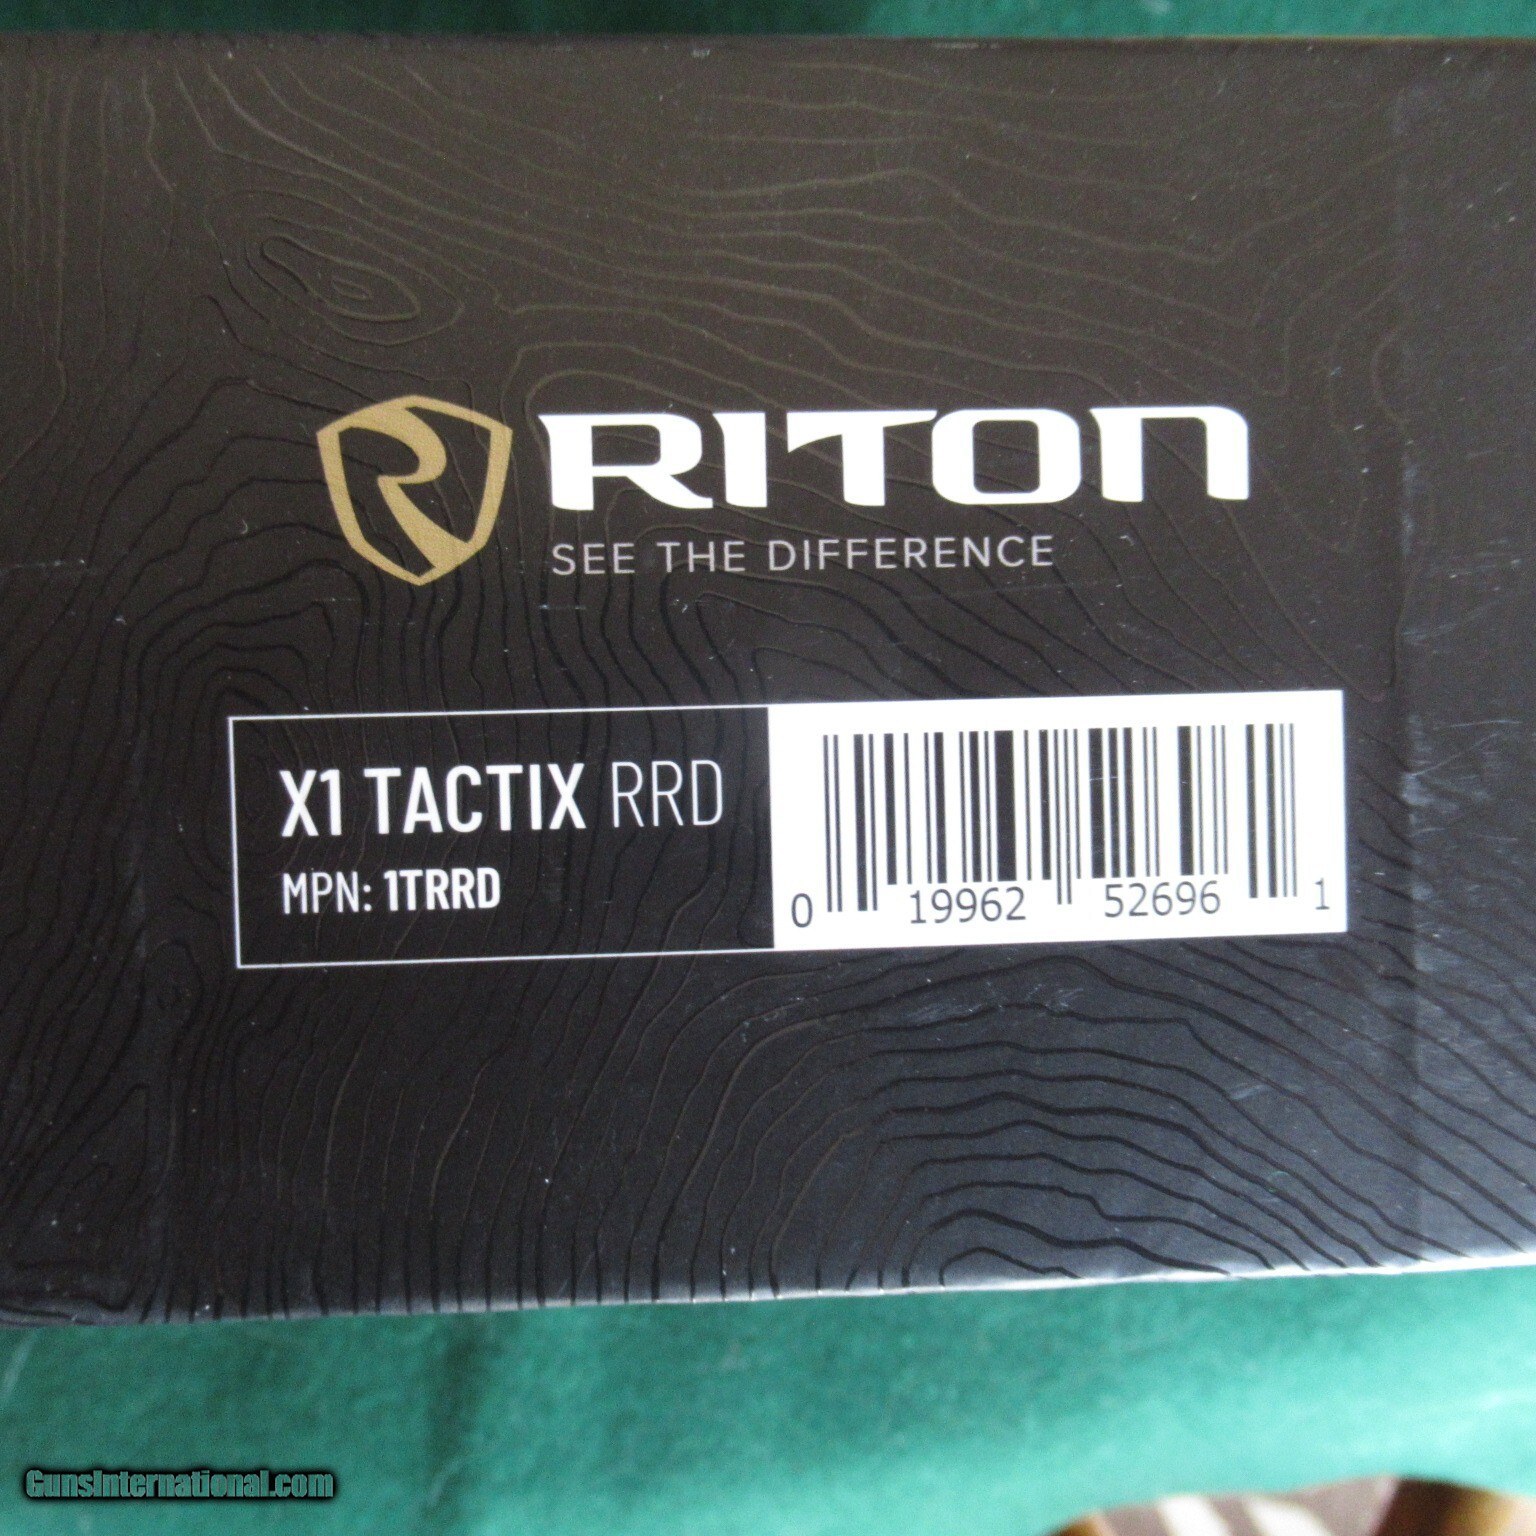 RITON
SEE THE DIFFERENCE
X1 TACTIX RRD
MPN: 1TRRD
0 19962 52696 1
GunsInternational.com